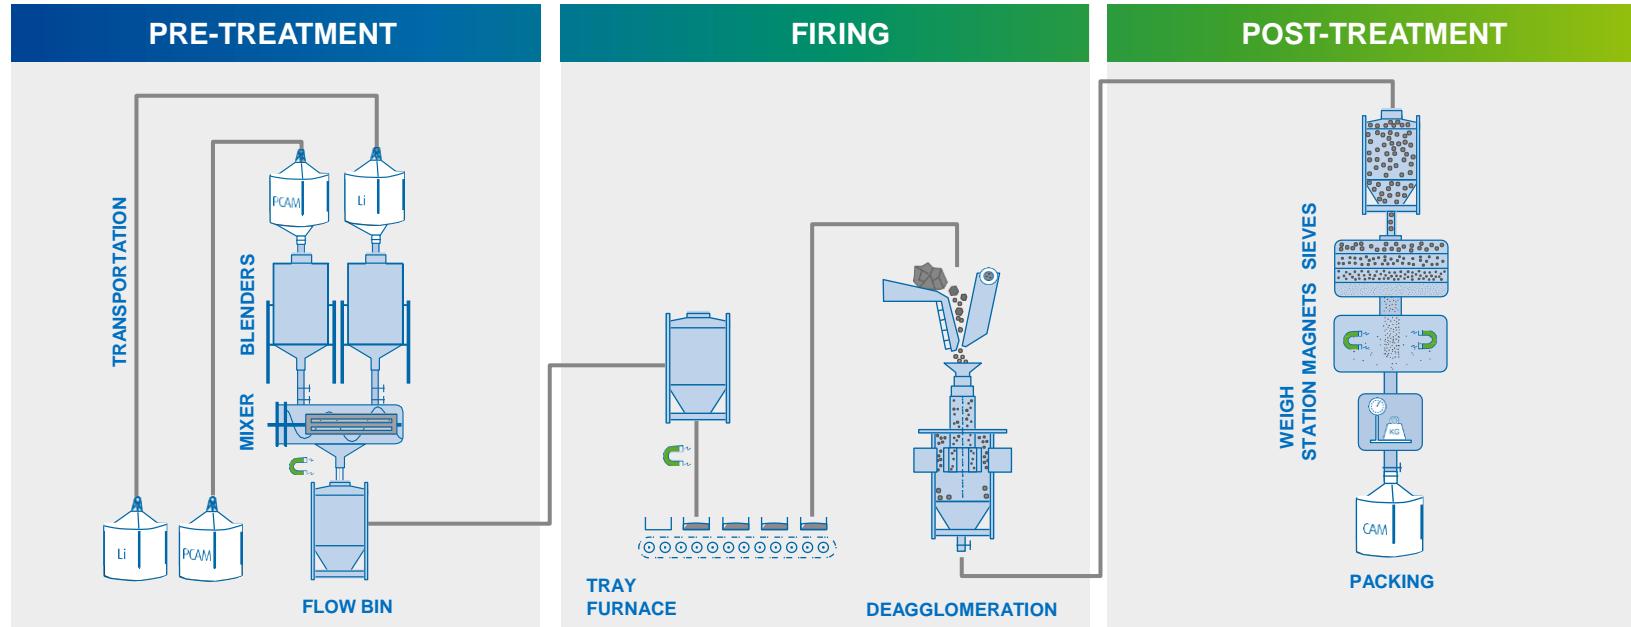 PRE-TREATMENT
FIRING
POST-TREATMENT
TRANSPORTATION
PCAM
Li
BLENDERS
MIXER
Li
PCAM
FLOW BIN
TRAY
FURNACE
DEAGGLOMERATION
SIEVES
MAGNETS
WEIGH
STATION
KG
CAM
PACKING